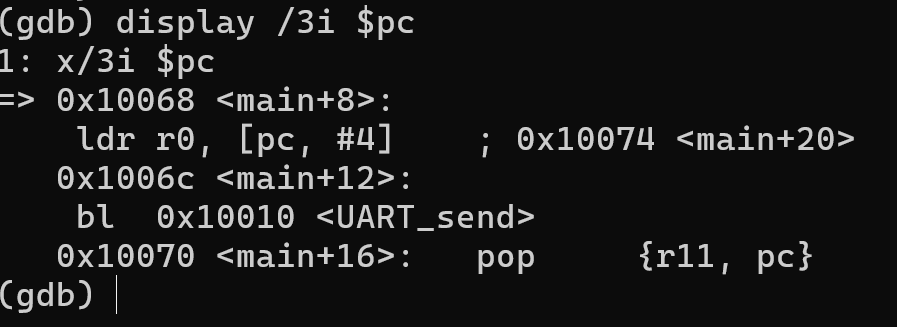 (gdb) display /3i $pc
1: x/3i $pc
=> 0x10068 <main+8>:
    ldr r0, [pc, #4]    ; 0x10074 <main+20>
   0x1006c <main+12>:
    bl  0x10010 <UART_send>
   0x10070 <main+16>:   pop     {r11, pc}
(gdb)